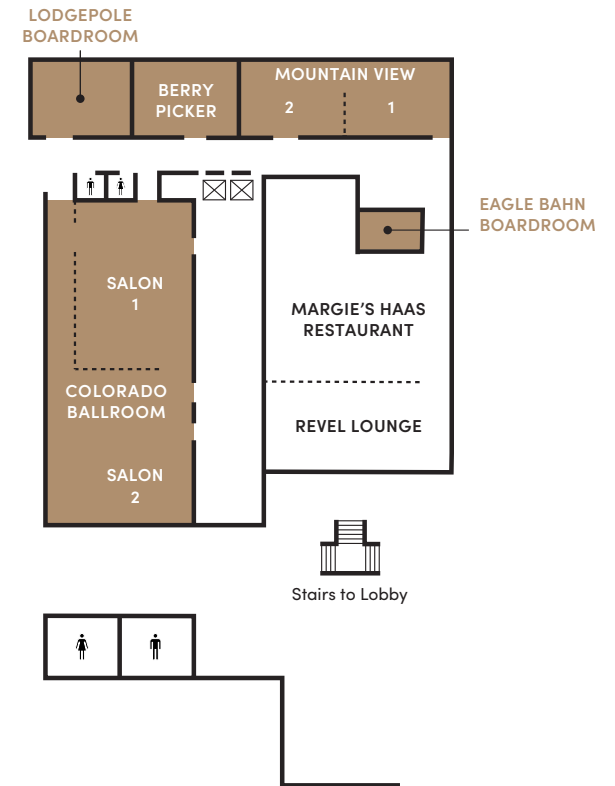 LODGEPOLE
BOARDROOM
MOUNTAIN VIEW
BERRY
PICKER
2
1
EAGLE BAHN
BOARDROOM
SALON
1
MARGIE'S HAAS
RESTAURANT
COLORADO
BALLROOM
REVEL LOUNGE
SALON
2
Stairs to Lobby